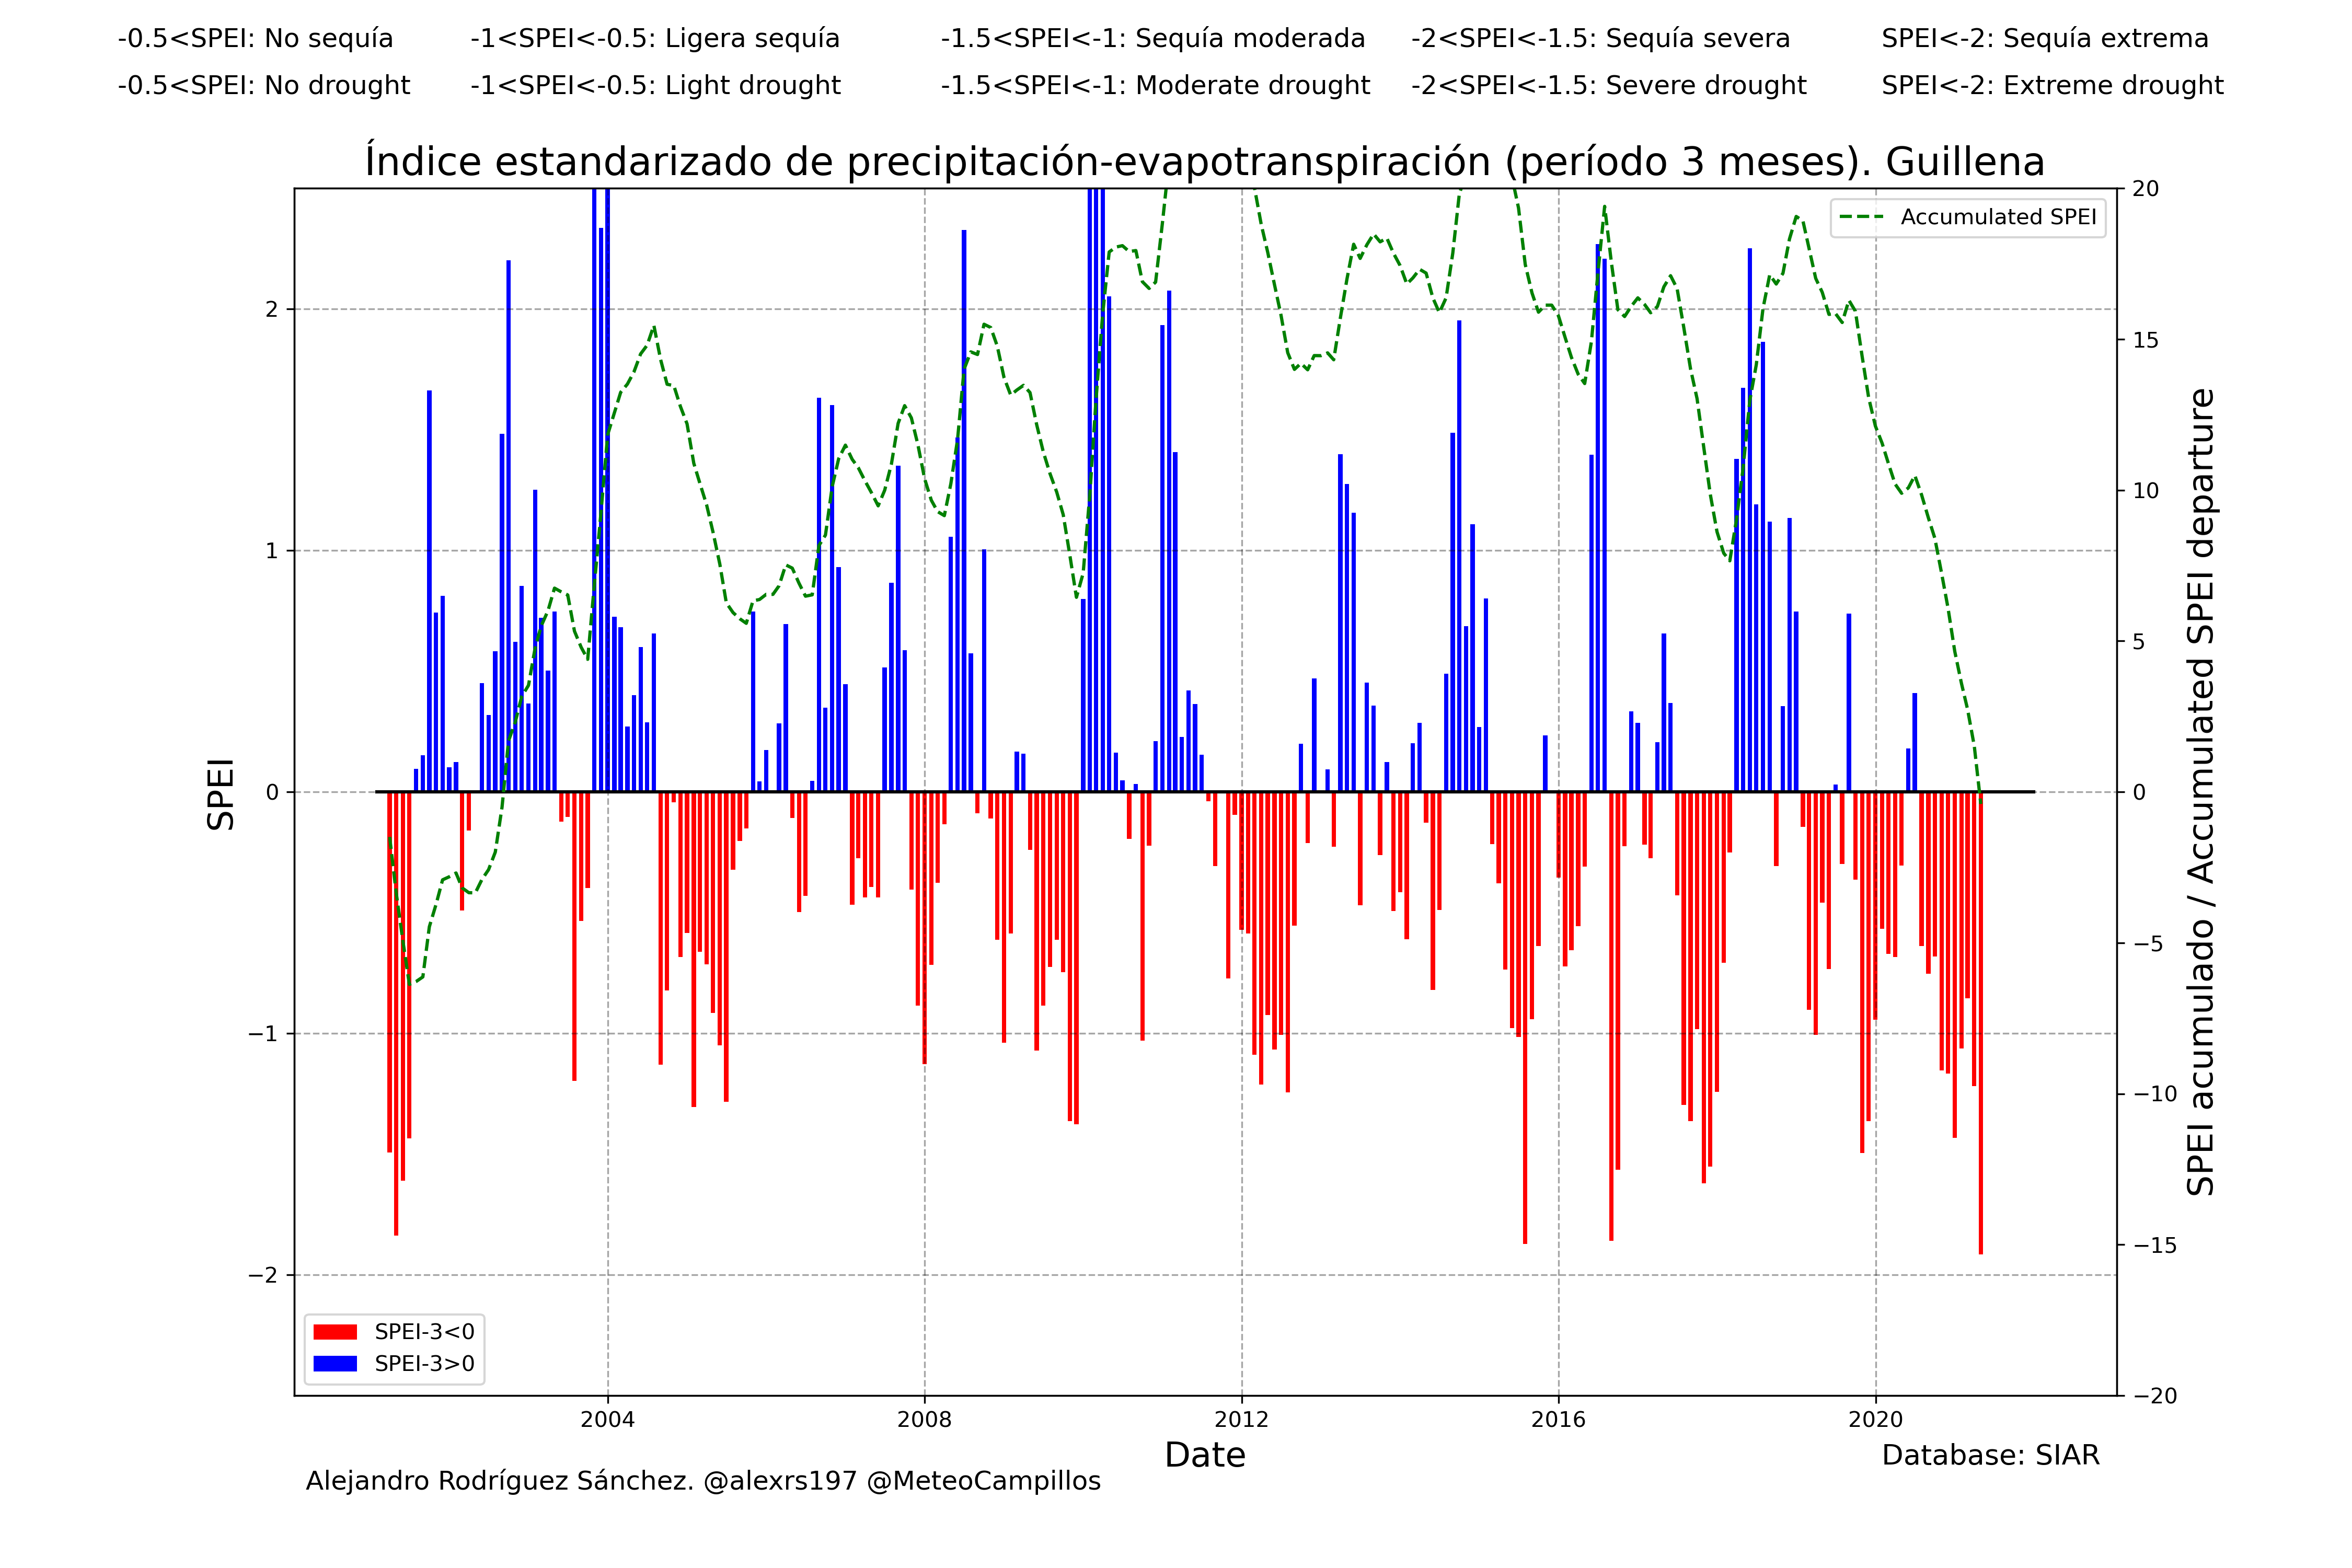 -0.5<SPEI: No sequía -1<SPEI<-0.5: Ligera sequía -1.5<SPEI<-1: Sequía moderada -2<SPEI<-1.5: Sequía severa SPEI<-2: Sequía extrema
-0.5<SPEI: No drought -1<SPEI<-0.5: Light drought -1.5<SPEI<-1: Moderate drought -2<SPEI<-1.5: Severe drought SPEI<-2: Extreme drought
Índice estandarizado de precipitación-evapotranspiración (período 3 meses). Guillena
Accumulated SPEI
SPEI
2
1
0
−1
−2
20
15
10
5
0
−5
−10
−15
−20
SPEI acumulado / Accumulated SPEI departure
SPEI-3<0
SPEI-3>0
2004 2008 2012 2016 2020
Date
Database: SIAR
Alejandro Rodríguez Sánchez. @alexrs197 @MeteoCampillos